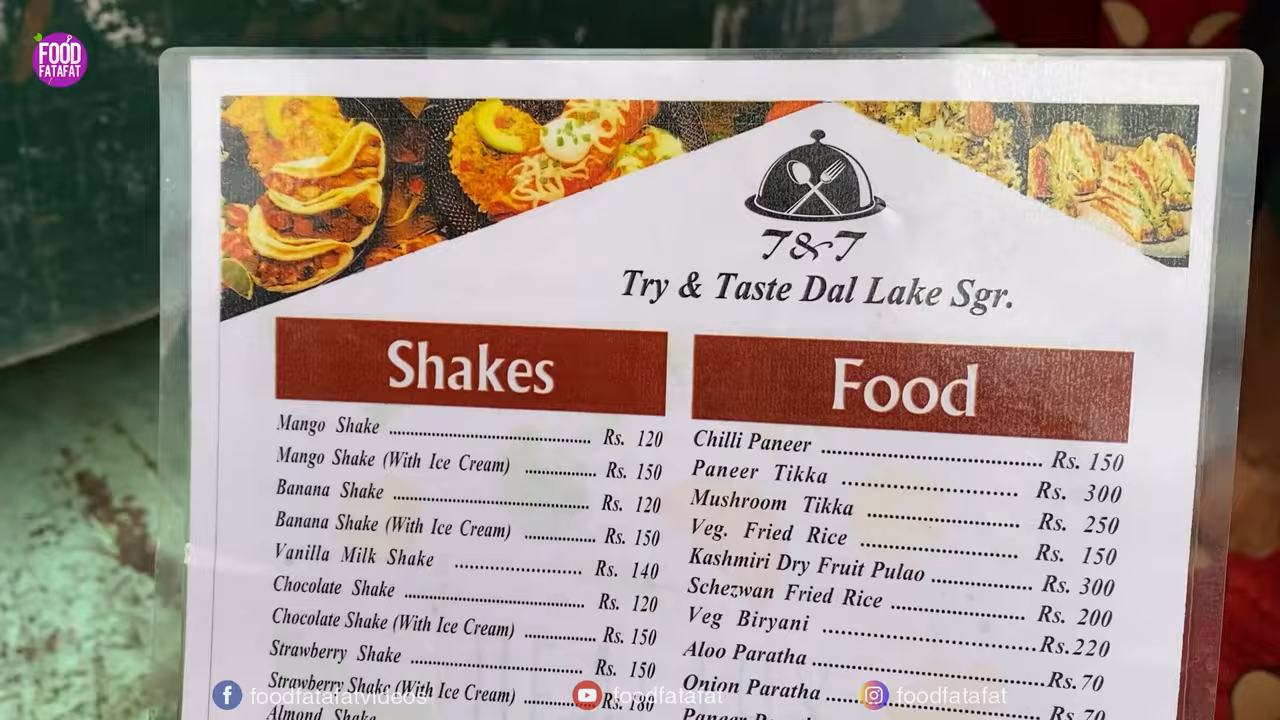 FOOD
FATAFAT
T&T
Try & Taste Dal Lake Sgr.
Shakes
Mango Shake ........ Rs. 120
Mango Shake (With Ice Cream) ........ Rs. 150
Banana Shake ........ Rs. 120
Banana Shake (With Ice Cream) ........ Rs. 150
Vanilla Milk Shake ........ Rs. 140
Chocolate Shake ........ Rs. 120
Chocolate Shake (With Ice Cream) ........ Rs. 150
Strawberry Shake ........ Rs. 150
Strawberry Shake (With Ice Cream) ........ Rs. 180
Almond Shake
Food
Chilli Paneer ........ Rs. 150
Paneer Tikka ........ Rs. 300
Mushroom Tikka ........ Rs. 250
Veg. Fried Rice ........ Rs. 150
Kashmiri Dry Fruit Pulao ........ Rs. 300
Schezwan Fried Rice ........ Rs. 200
Veg Biryani ........ Rs.220
Aloo Paratha ........ Rs.70
Onion Paratha ........ Rs.70
Paneer
foodfatafatvideos
foodfatafat
foodfatafat